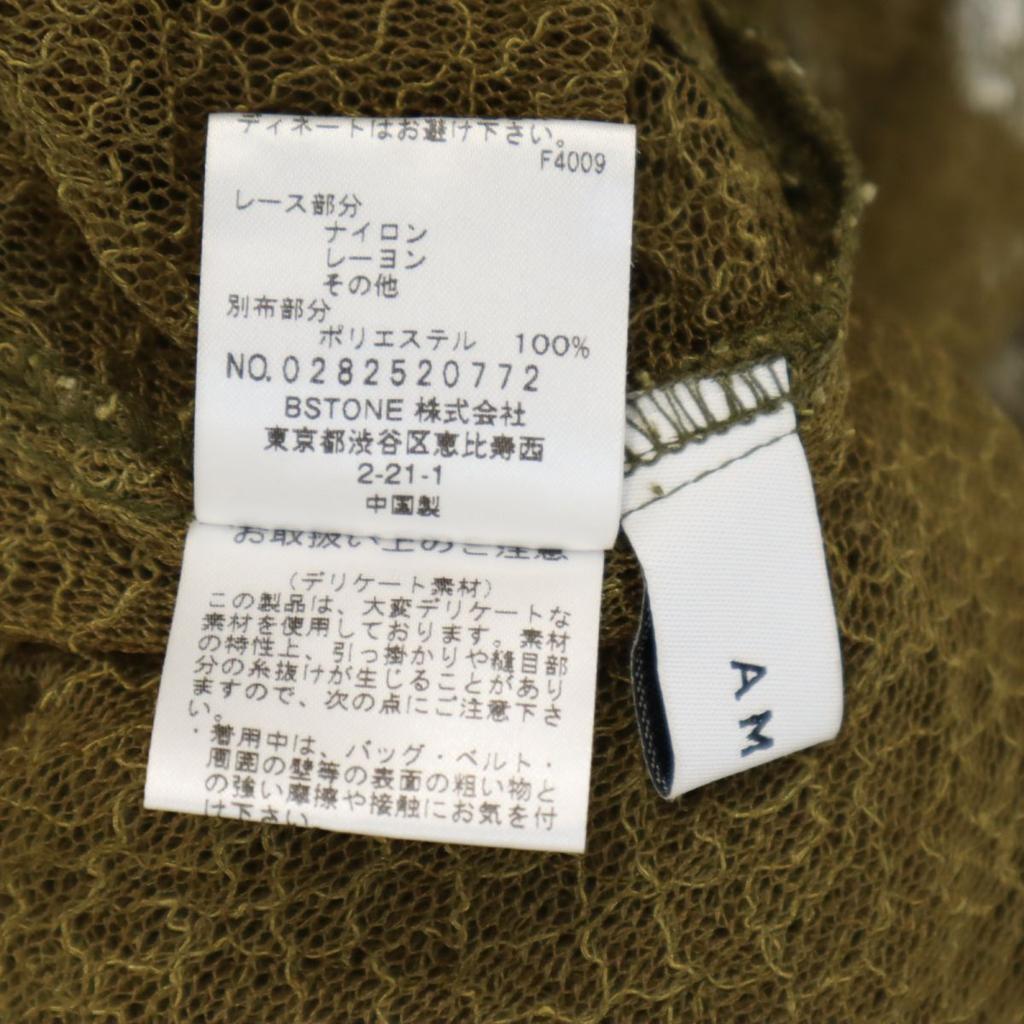 ディネートはお避け下さい。
F4009
レース部分
ナイロン
レーヨン
その他
別布部分
ポリエステル 100%
NO.0282520772
BSTONE 株式会社
東京都渋谷区恵比寿西
2-21-1
中国製
お取扱い上のご注意
(デリケート素材)
この製品は、大変デリケートな
素材を使用しております。素材
の特性上、引っ掛かりや縫目部
分の糸抜けが生じることがあり
ますので、次の点にご注意下さ
い。
・着用中は、バッグ・ベルト・
周囲の壁等の表面の粗い物と
の強い摩擦や接触にお気を付
け下さい
AM